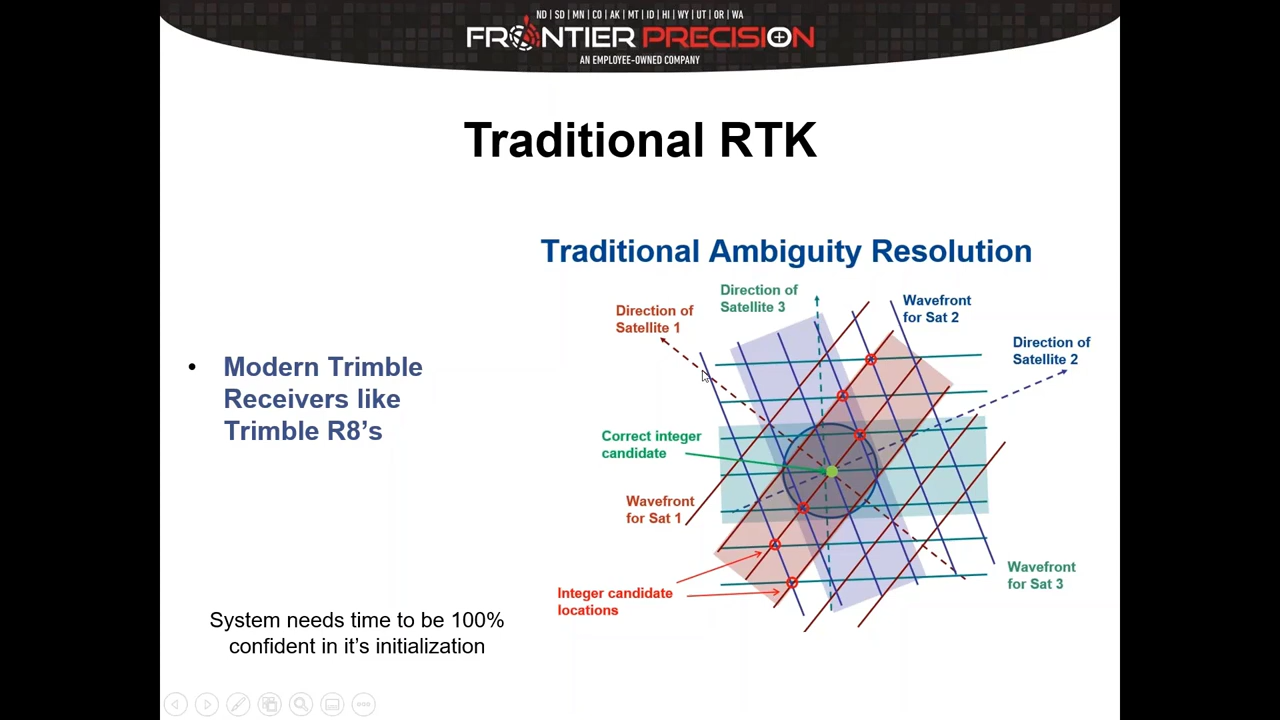 ND | SD | MN | CO | AK | MT | ID | HI | WY | UT | OR | WA
FRONTIER PRECISION
AN EMPLOYEE-OWNED COMPANY
Traditional RTK
Traditional Ambiguity Resolution
• Modern Trimble
Receivers like
Trimble R8’s
System needs time to be 100%
confident in it’s initialization
Direction of
Satellite 3
Direction of
Satellite 1
Wavefront
for Sat 2
Direction of
Satellite 2
Correct integer
candidate
Wavefront
for Sat 1
Wavefront
for Sat 3
Integer candidate
locations